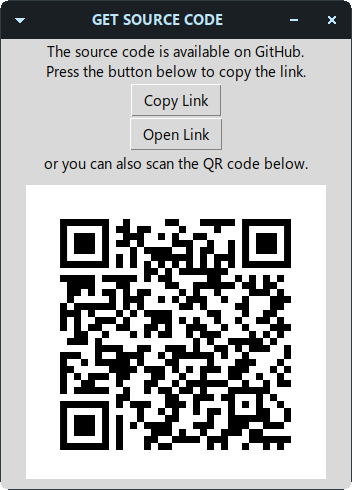 GET SOURCE CODE
The source code is available on GitHub.
Press the button below to copy the link.
Copy Link
Open Link
or you can also scan the QR code below.